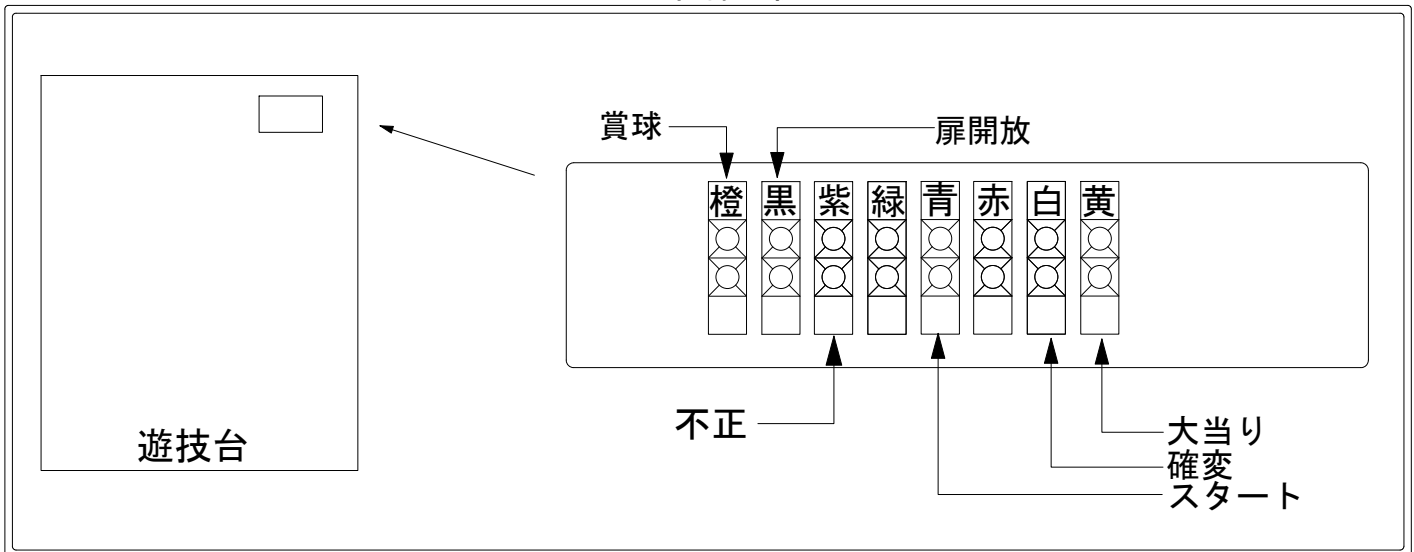 賞球
扉開放
橙 黒 紫 緑 青 赤 白 黄
不正
大当り
確変
スタート
遊技台